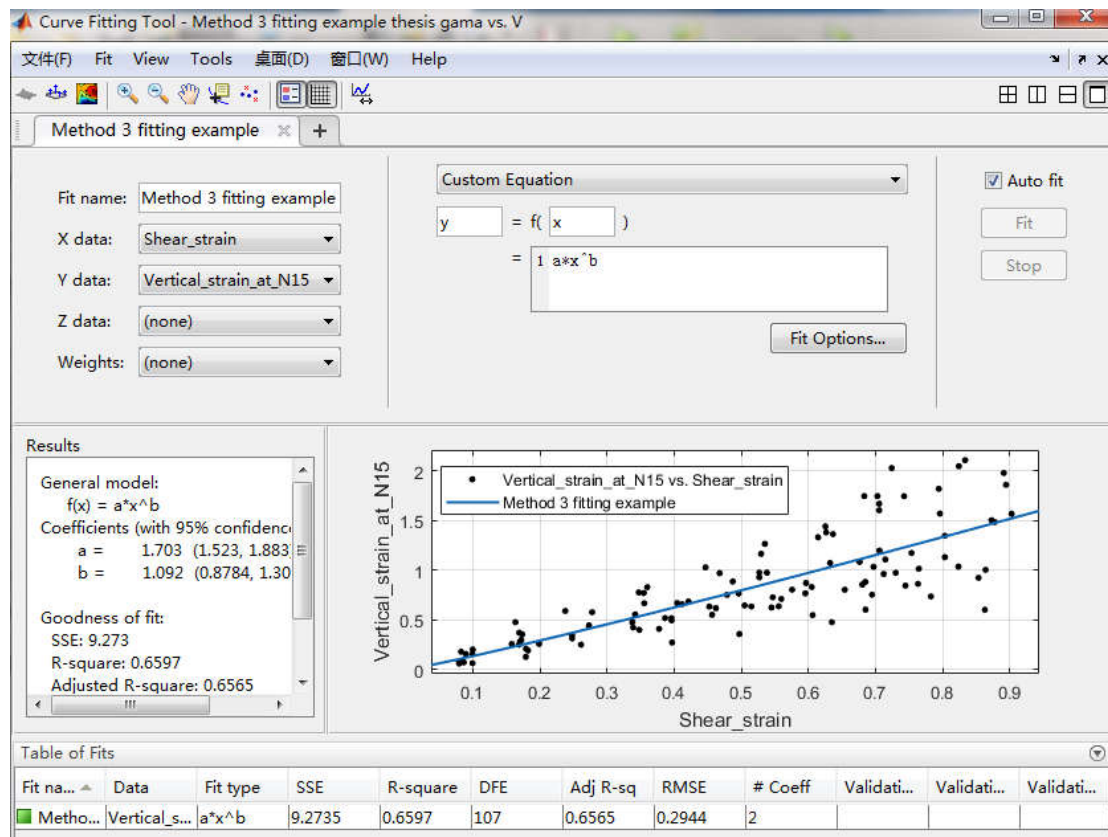 Curve Fitting Tool - Method 3 fitting example thesis gama vs. V
文件(F) Fit View Tools 桌面(D) 窗口(W) Help
Method 3 fitting example
Fit name: Method 3 fitting example
X data: Shear_strain
Y data: Vertical_strain_at_N15
Z data: (none)
Weights: (none)
Custom Equation
y = f( x )
= 1 a*x^b
Fit Options...
Auto fit
Fit
Stop
Results
General model:
f(x) = a*x^b
Coefficients (with 95% confidenc
a = 1.703 (1.523, 1.883)
b = 1.092 (0.8784, 1.30
Goodness of fit:
SSE: 9.273
R-square: 0.6597
Adjusted R-square: 0.6565
Vertical_strain_at_N15
2
1.5
1
0.5
0
Vertical_strain_at_N15 vs. Shear_strain
Method 3 fitting example
0.1 0.2 0.3 0.4 0.5 0.6 0.7 0.8 0.9
Shear_strain
Table of Fits
Fit na... Data Fit type SSE R-square DFE Adj R-sq RMSE # Coeff Validati... Validati... Validati...
Metho... Vertical_s... a*x^b 9.2735 0.6597 107 0.6565 0.2944 2